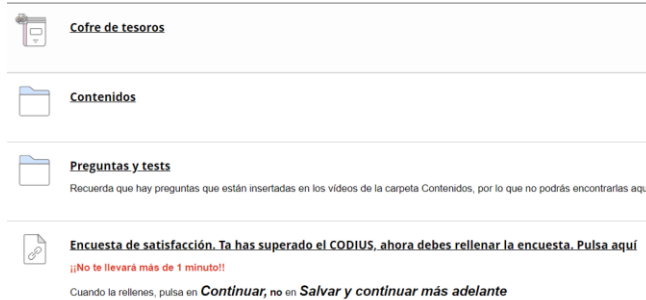 Cofre de tesoros
Contenidos
Preguntas y tests
Recuerda que hay preguntas que están insertadas en los vídeos de la carpeta Contenidos, por lo que no podrás encontrarlas aqu
Encuesta de satisfacción. Ta has superado el CODIUS, ahora debes rellenar la encuesta. Pulsa aquí
¡¡No te llevará más de 1 minuto!!
Cuando la rellenes, pulsa en Continuar, no en Salvar y continuar más adelante